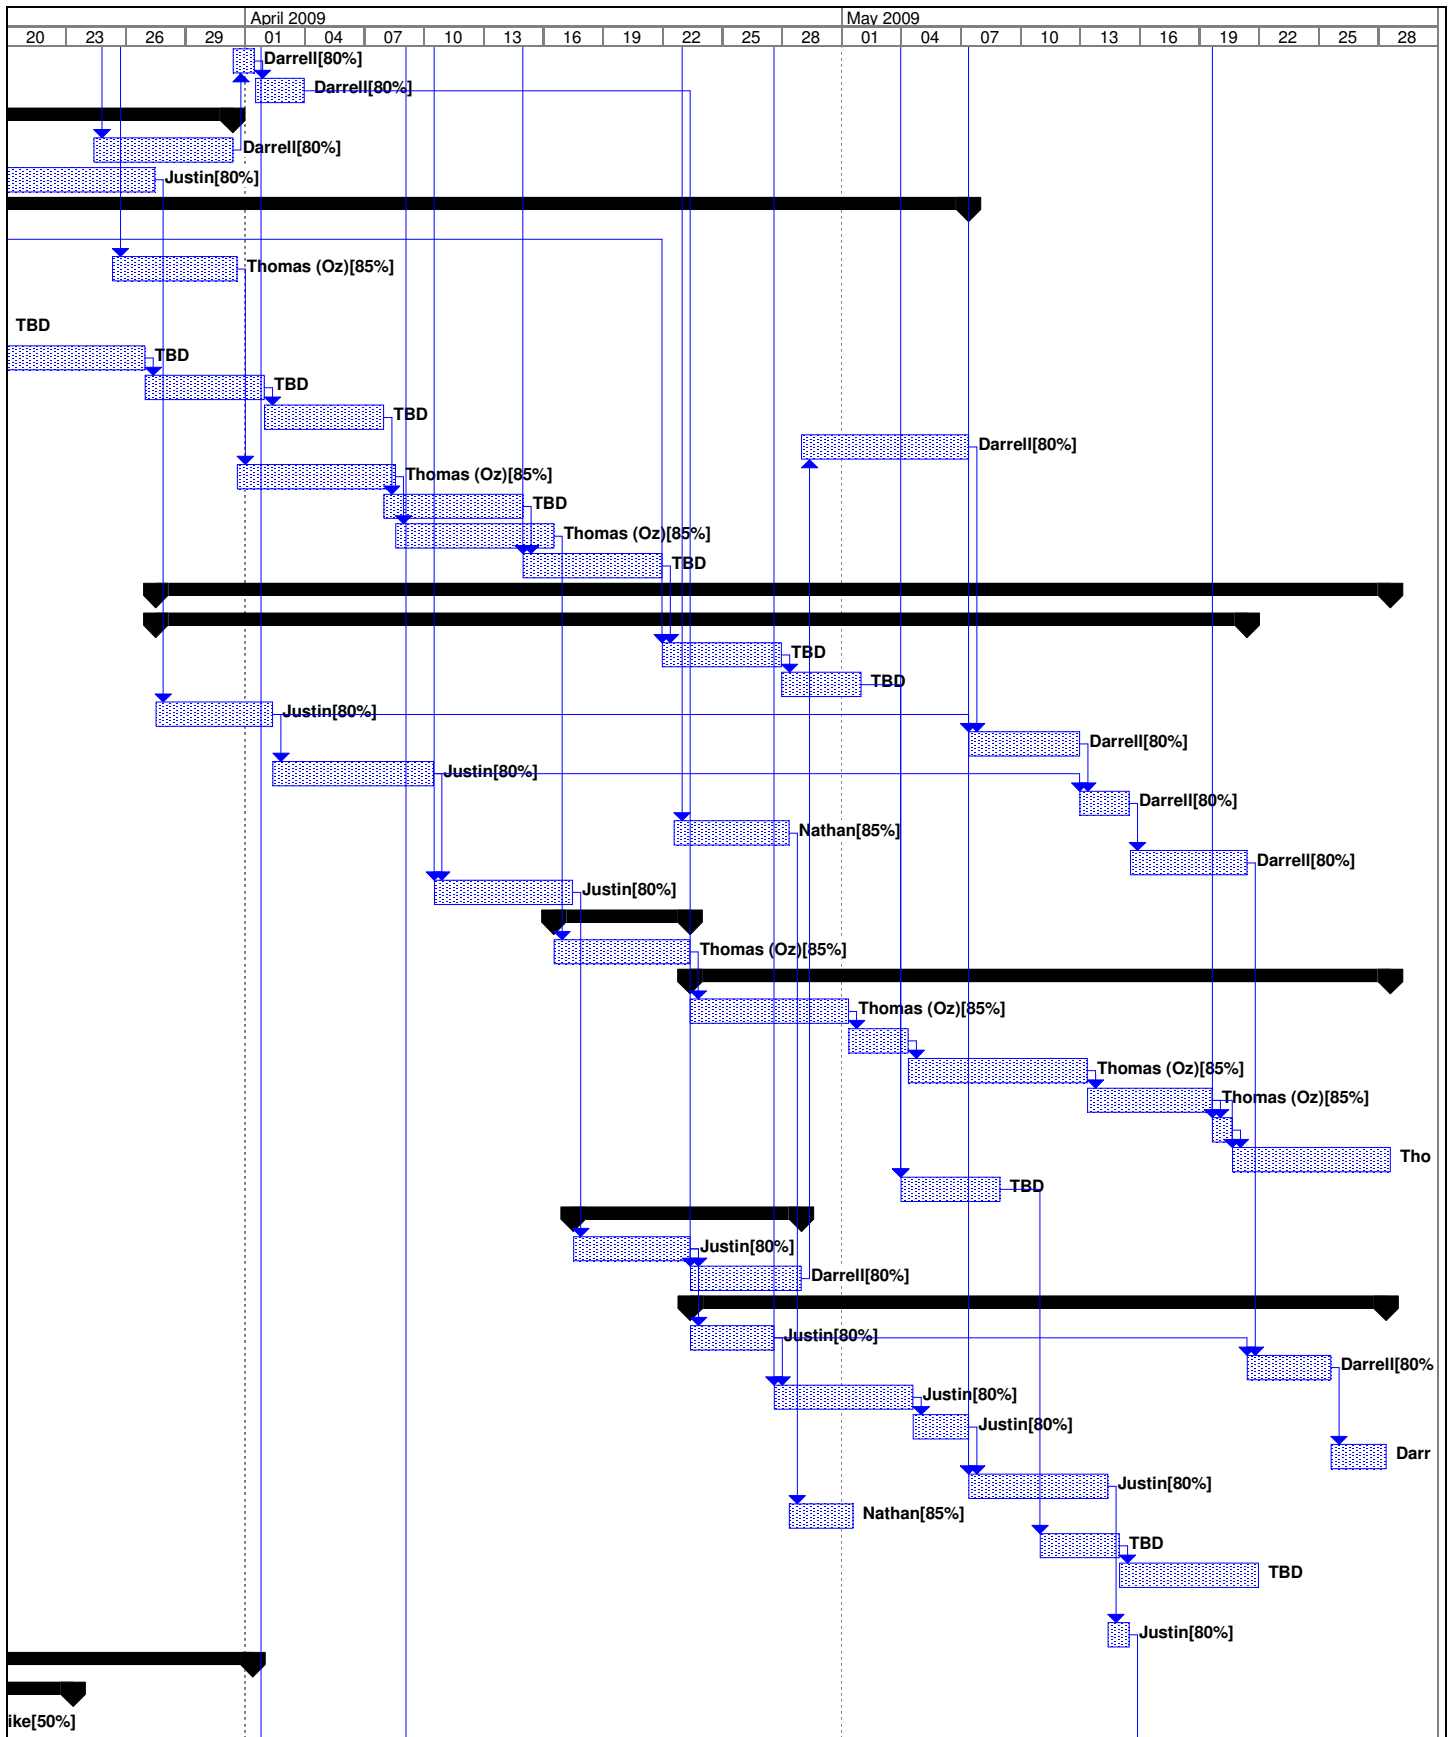 April 2009 May 2009
20 23 26 29 01 04 07 10 13 16 19 22 25 28 01 04 07 10 13 16 19 22 25 28
Darrell[80%]
Darrell[80%]
Darrell[80%]
Justin[80%]
Thomas (Oz)[85%]
TBD
TBD
TBD
TBD
Darrell[80%]
Thomas (Oz)[85%]
TBD
Thomas (Oz)[85%]
TBD
TBD
TBD
Justin[80%]
Darrell[80%]
Justin[80%]
Darrell[80%]
Nathan[85%]
Darrell[80%]
Justin[80%]
Thomas (Oz)[85%]
Thomas (Oz)[85%]
Thomas (Oz)[85%]
Thomas (Oz)[85%]
Tho
TBD
Justin[80%]
Darrell[80%]
Justin[80%]
Darrell[80%
Justin[80%]
Justin[80%]
Darr
Justin[80%]
Nathan[85%]
TBD
TBD
Justin[80%]
ike[50%]